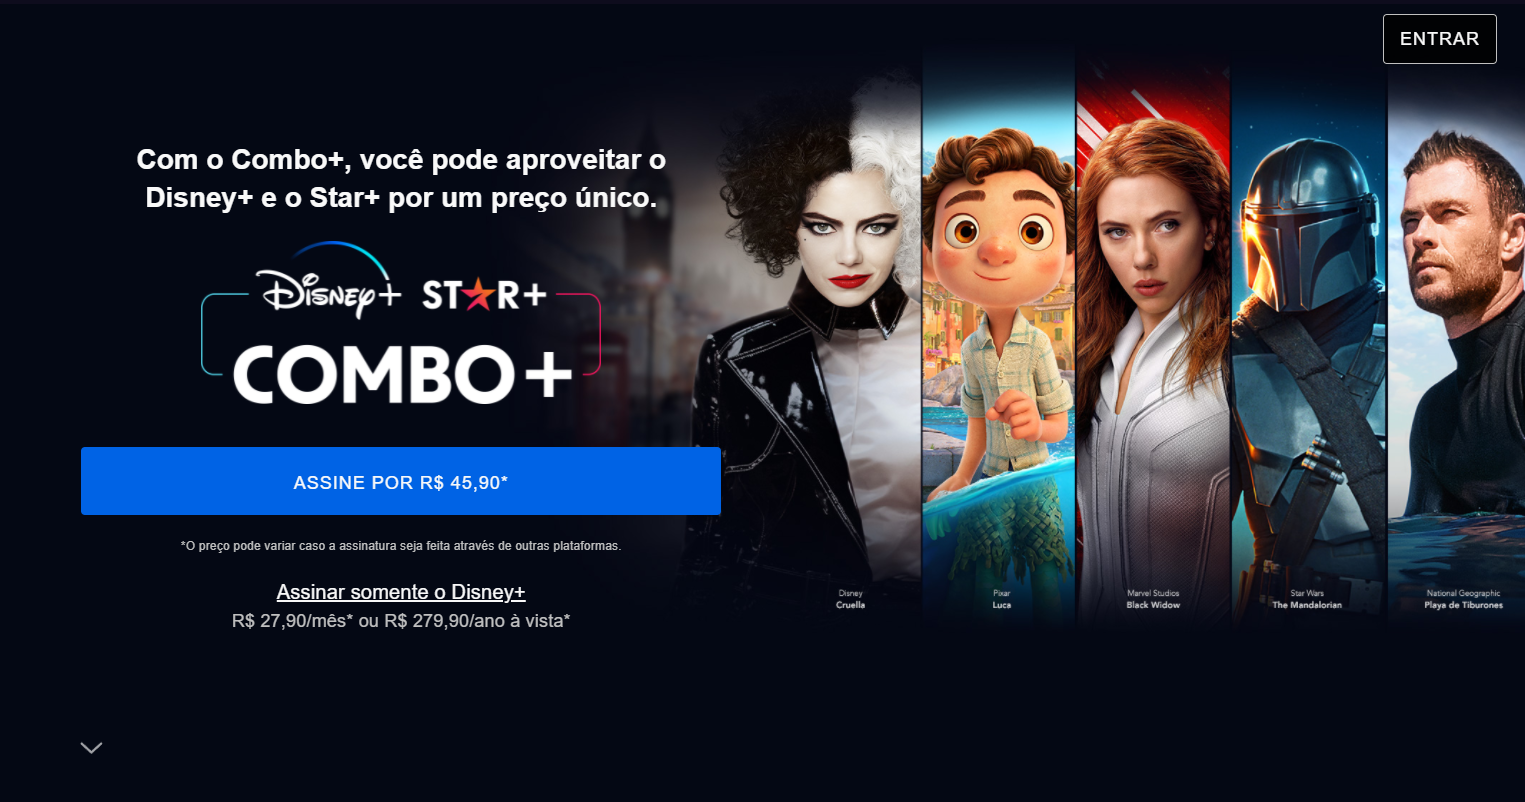 ENTRAR
Com o Combo+, você pode aproveitar o
Disney+ e o Star+ por um preço único.
Disney+ STAR+
COMBO+
ASSINE POR R$ 45,90*
*O preço pode variar caso a assinatura seja feita através de outras plataformas.
Assinar somente o Disney+
R$ 27,90/mês* ou R$ 279,90/ano à vista*
Disney
Cruella
Pixar
Luca
Marvel Studios
Black Widow
Star Wars
The Mandalorian
National Geographic
Playa de Tiburones